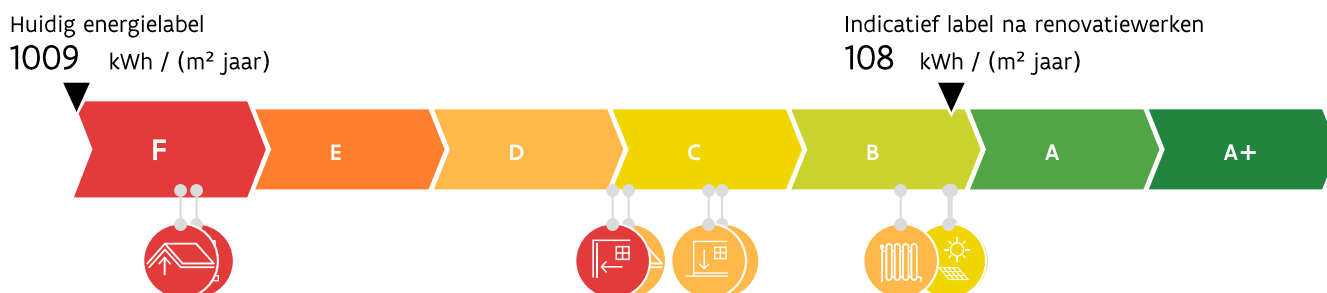 Huidig energielabel
1009 kWh / (m² jaar)
Indicatief label na renovatiewerken
108 kWh / (m² jaar)
F E D C B A A+